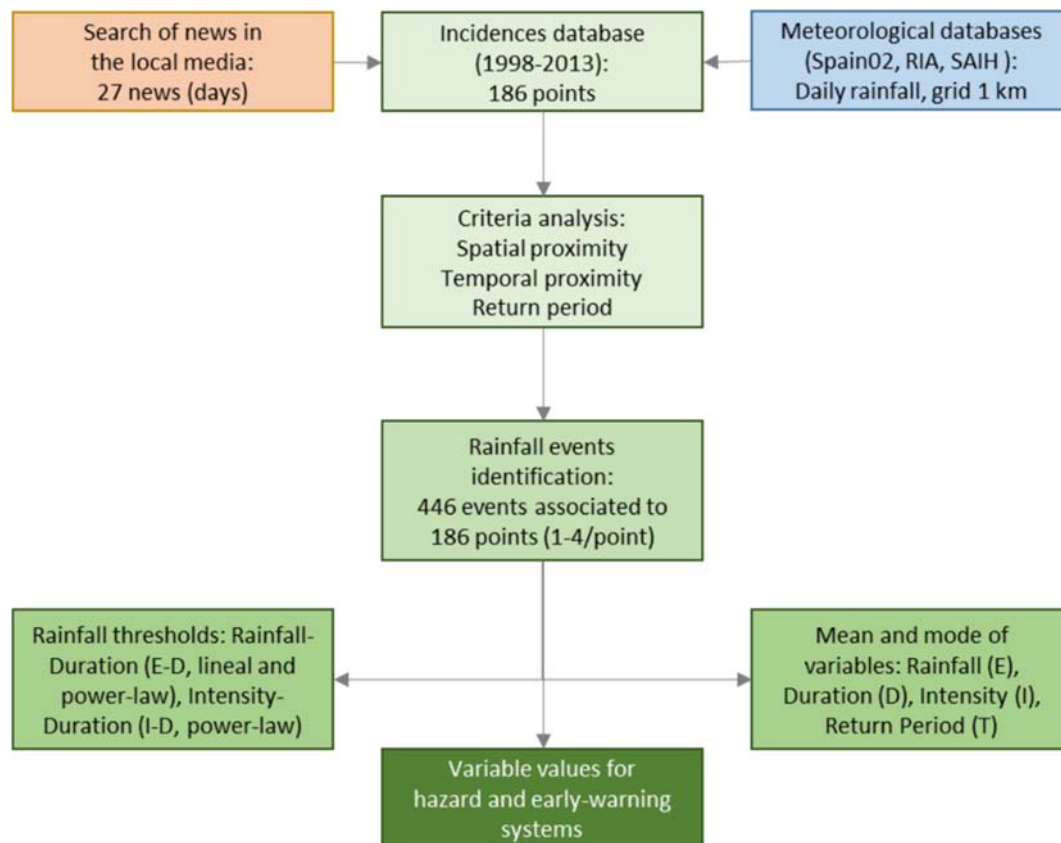 Search of news in
the local media:
27 news (days)
Incidences database
(1998-2013):
186 points
Meteorological databases
(Spain02, RIA, SAIH ):
Daily rainfall, grid 1 km
Criteria analysis:
Spatial proximity
Temporal proximity
Return period
Rainfall events
identification:
446 events associated to
186 points (1-4/point)
Rainfall thresholds: Rainfall-
Duration (E-D, lineal and
power-law), Intensity-
Duration (I-D, power-law)
Mean and mode of
variables: Rainfall (E),
Duration (D), Intensity (I),
Return Period (T)
Variable values for
hazard and early-warning
systems